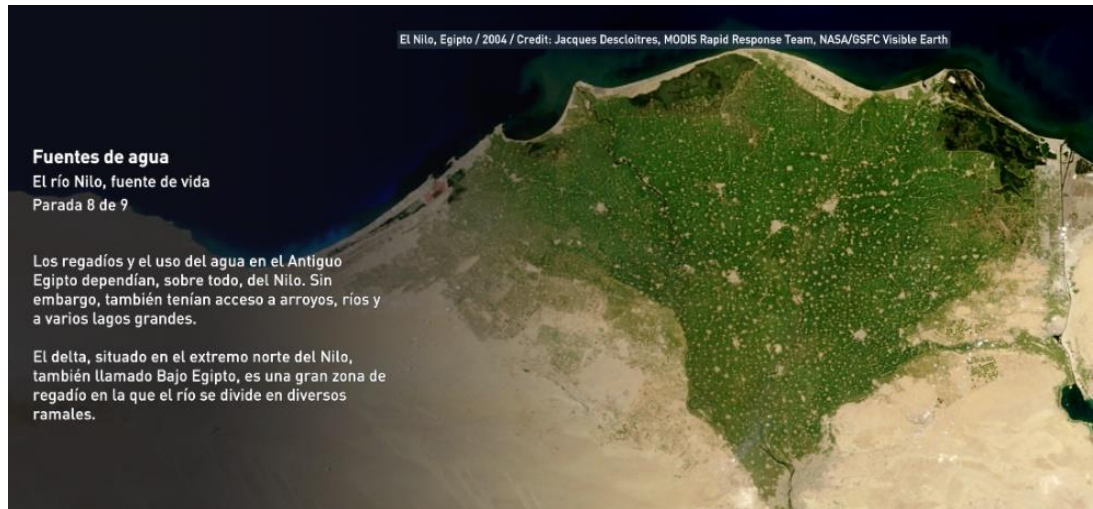 El Nilo, Egipto / 2004 / Credit: Jacques Descloitres, MODIS Rapid Response Team, NASA/GSFC Visible Earth
Fuentes de agua
El río Nilo, fuente de vida
Parada 8 de 9
Los regadíos y el uso del agua en el Antiguo
Egipto dependían, sobre todo, del Nilo. Sin
embargo, también tenían acceso a arroyos, ríos y
a varios lagos grandes.
El delta, situado en el extremo norte del Nilo,
también llamado Bajo Egipto, es una gran zona de
regadío en la que el río se divide en diversos
ramales.